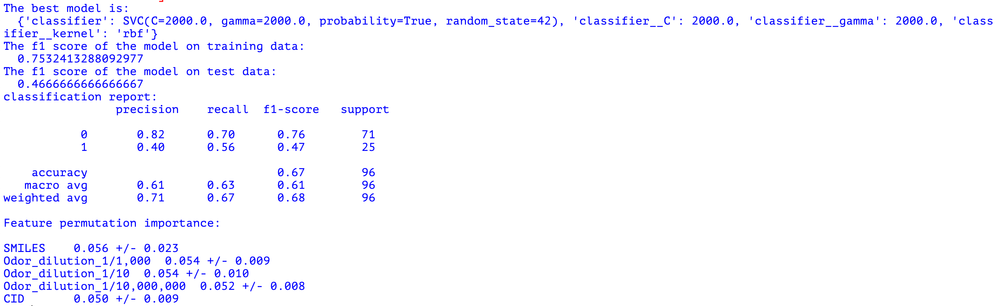 The best model is:
  {'classifier': SVC(C=2000.0, gamma=2000.0, probability=True, random_state=42), 'classifier__C': 2000.0, 'classifier__gamma': 2000.0, 'class
ifier__kernel': 'rbf'}
The f1 score of the model on training data:
  0.7532413288092977
The f1 score of the model on test data:
  0.4666666666666667
classification report:
                precision    recall  f1-score   support

           0       0.82      0.70      0.76        71
           1       0.40      0.56      0.47        25

    accuracy                           0.67        96
   macro avg       0.61      0.63      0.61        96
weighted avg       0.71      0.67      0.68        96

Feature permutation importance:

SMILES    0.056 +/- 0.023
Odor_dilution_1/1,000  0.054 +/- 0.009
Odor_dilution_1/10  0.054 +/- 0.010
Odor_dilution_1/10,000,000  0.052 +/- 0.008
CID       0.050 +/- 0.009